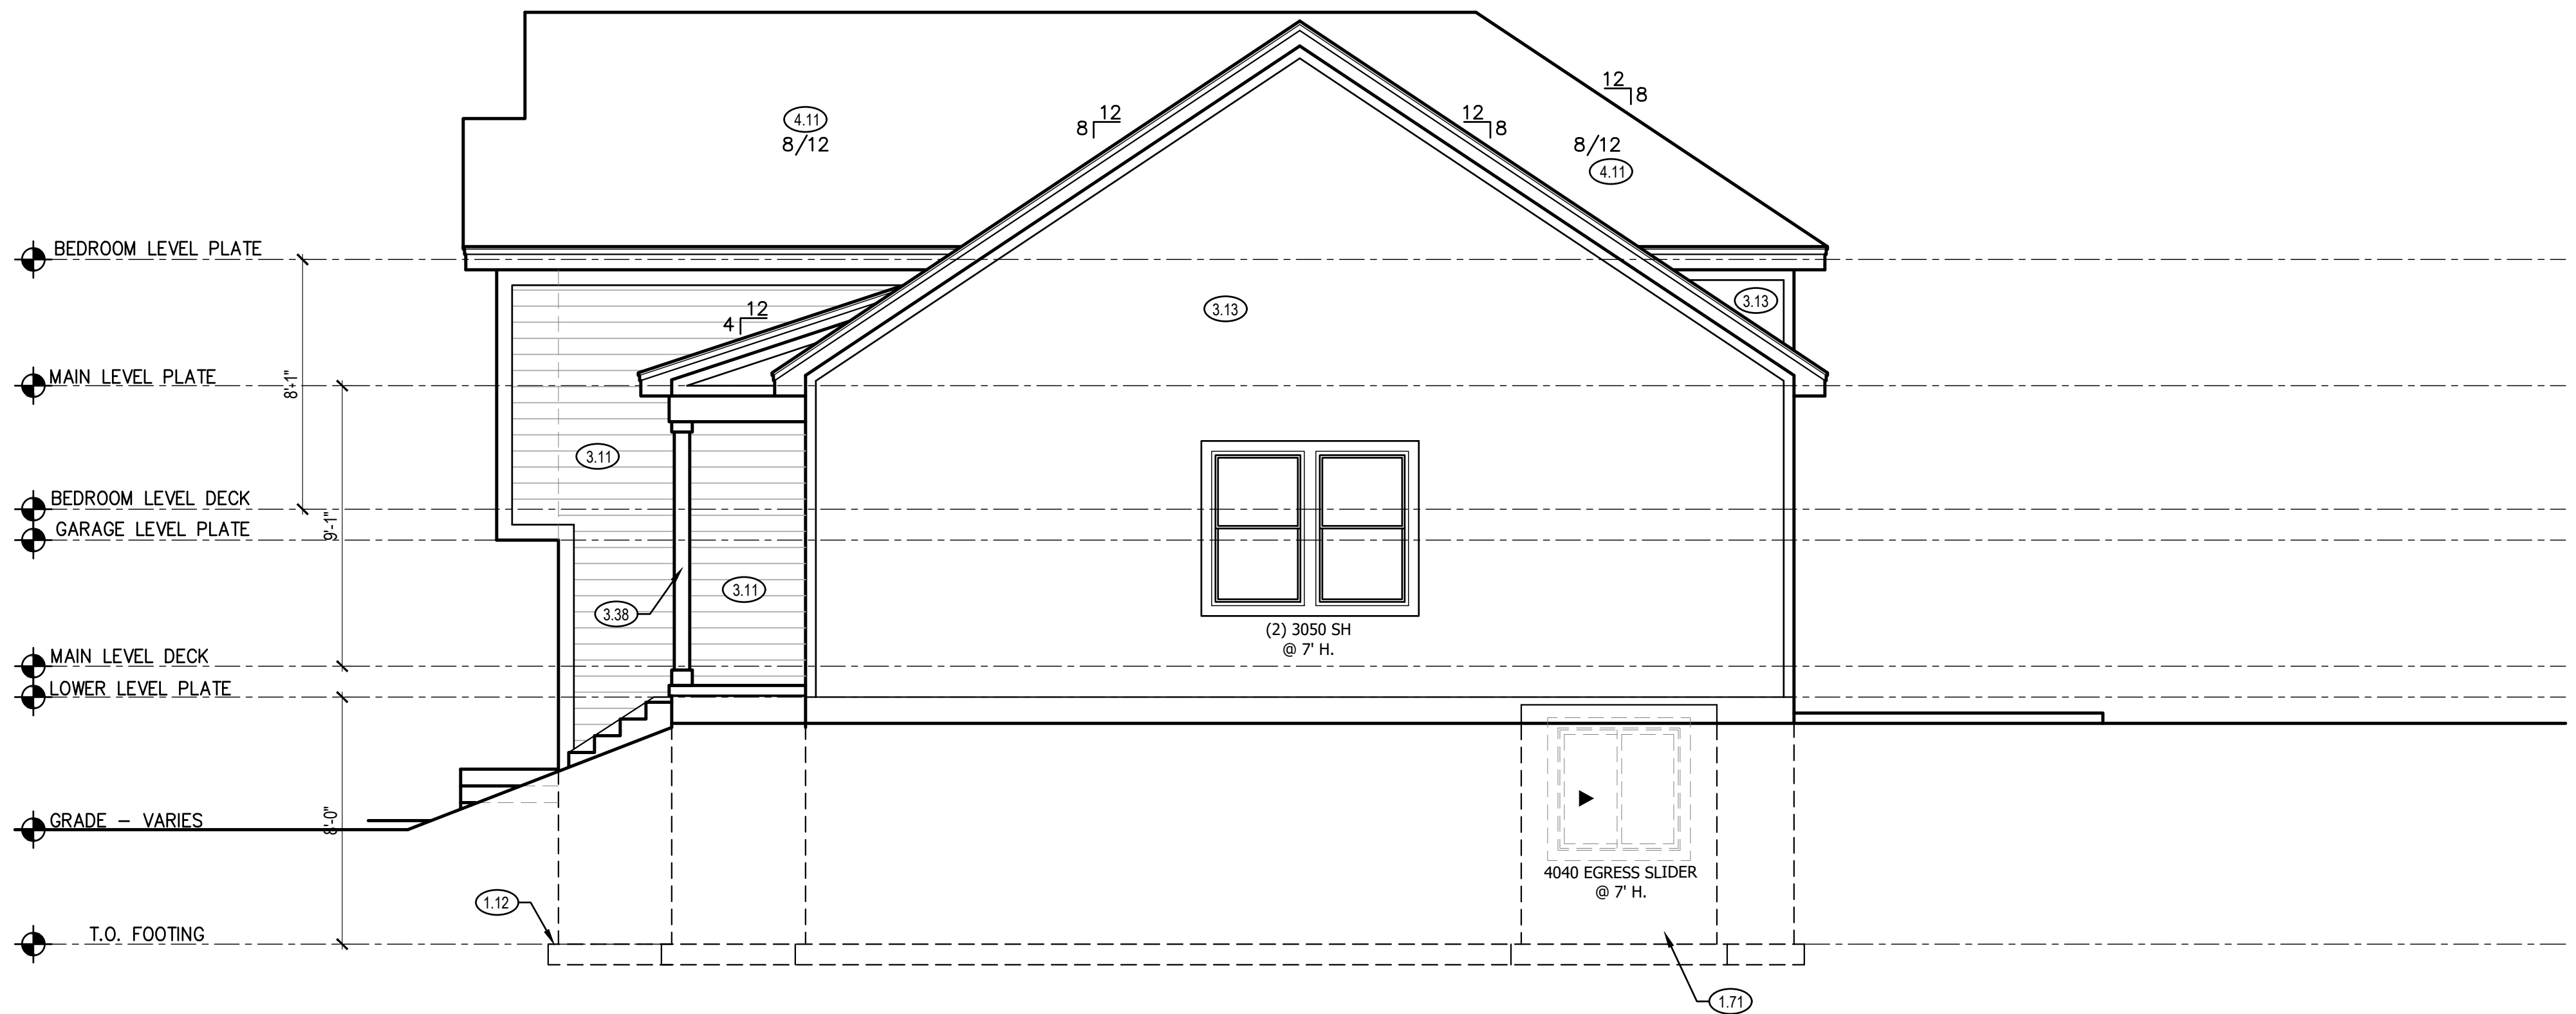 12
8
12
8
12
8
4.11
8/12
8/12
4.11
BEDROOM LEVEL PLATE
3.13
3.13
12
4
MAIN LEVEL PLATE
8'-1"
3.11
BEDROOM LEVEL DECK
9'-1"
GARAGE LEVEL PLATE
3.11
3.38
(2) 3050 SH
@ 7' H.
MAIN LEVEL DECK
LOWER LEVEL PLATE
GRADE – VARIES
8'-0"
4040 EGRESS SLIDER
@ 7' H.
1.12
T.O. FOOTING
1.71